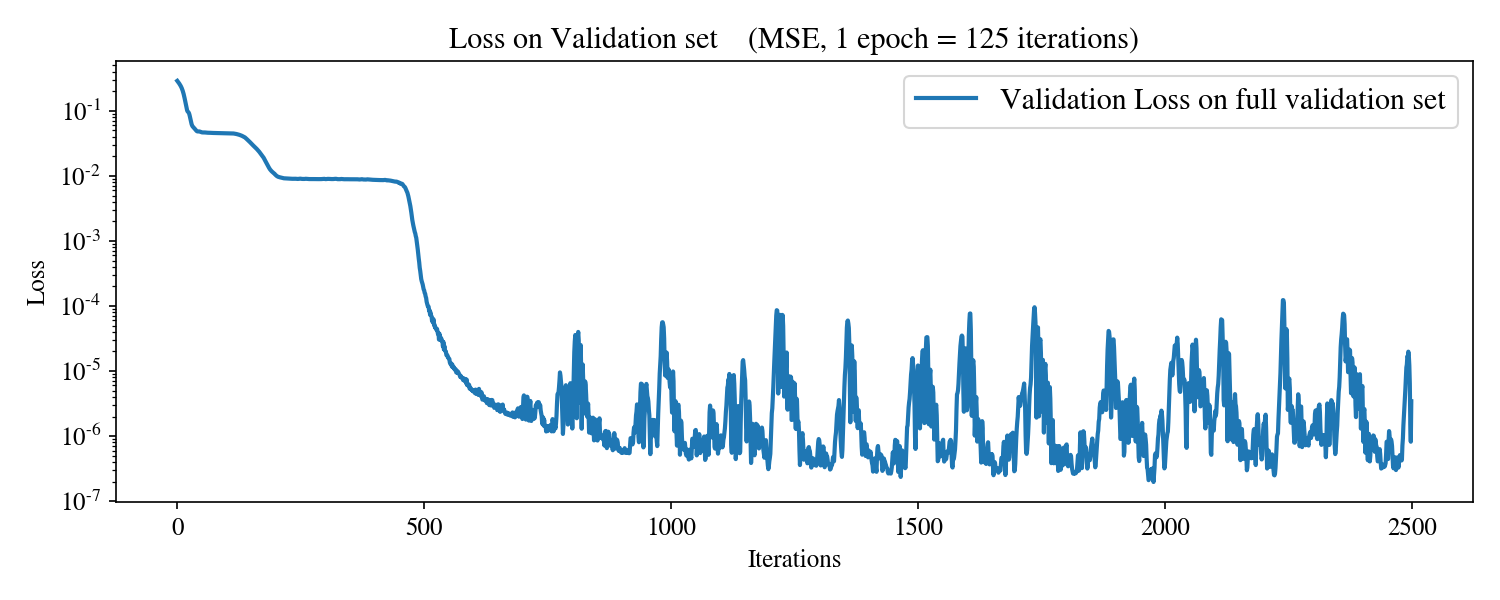 Loss on Validation set (MSE, 1 epoch = 125 iterations)
Validation Loss on full validation set
Loss
10^-1
10^-2
10^-3
10^-4
10^-5
10^-6
10^-7
0 500 1000 1500 2000 2500
Iterations